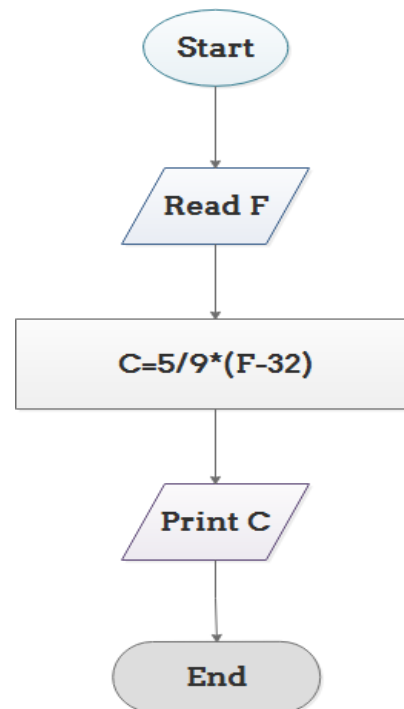 Start
Read F
C=5/9*(F-32)
Print C
End